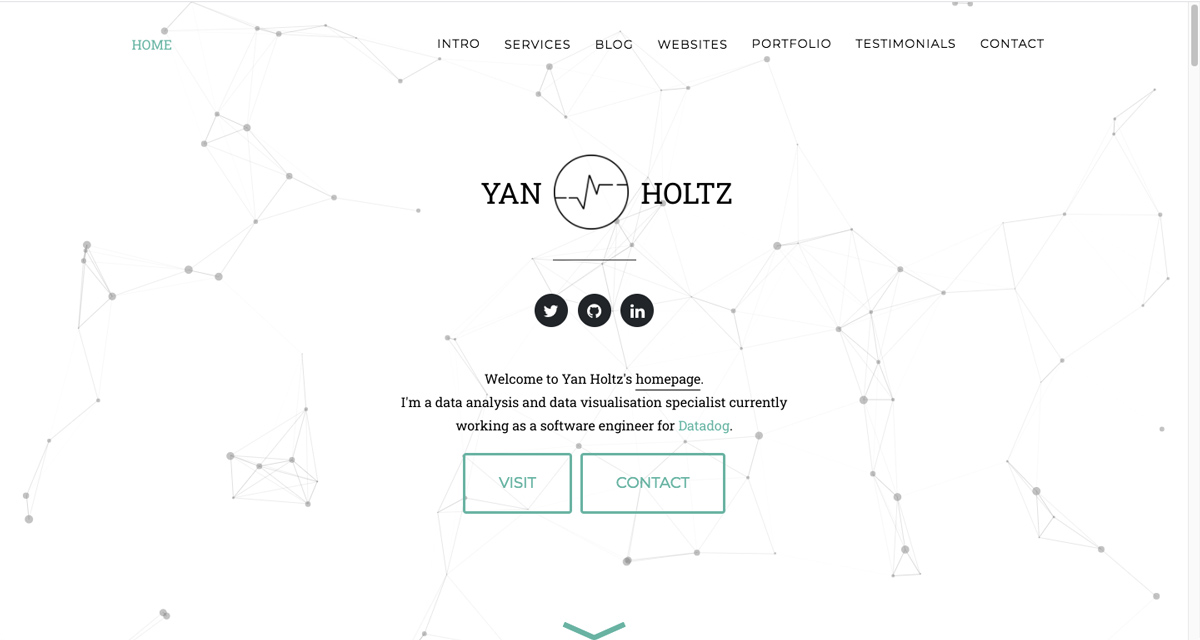 HOME INTRO SERVICES BLOG WEBSITES PORTFOLIO TESTIMONIALS CONTACT
YAN HOLTZ
Welcome to Yan Holtz's homepage.
I'm a data analysis and data visualisation specialist currently
working as a software engineer for Datadog.
VISIT CONTACT